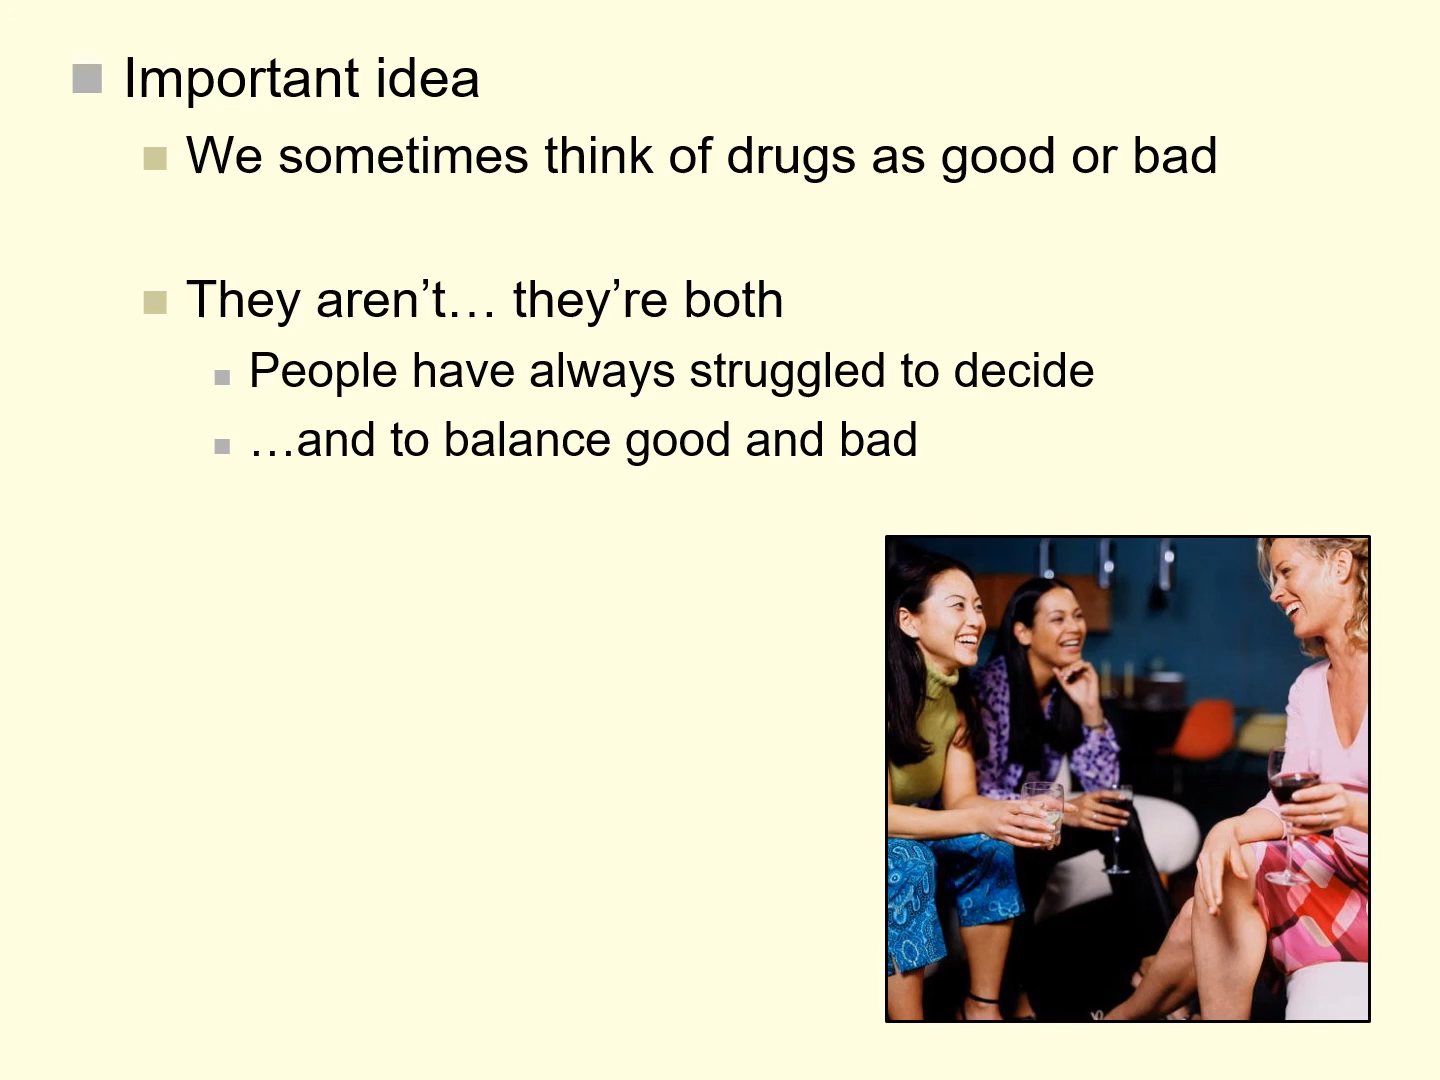 Important idea
We sometimes think of drugs as good or bad
They aren’t… they’re both
People have always struggled to decide
…and to balance good and bad